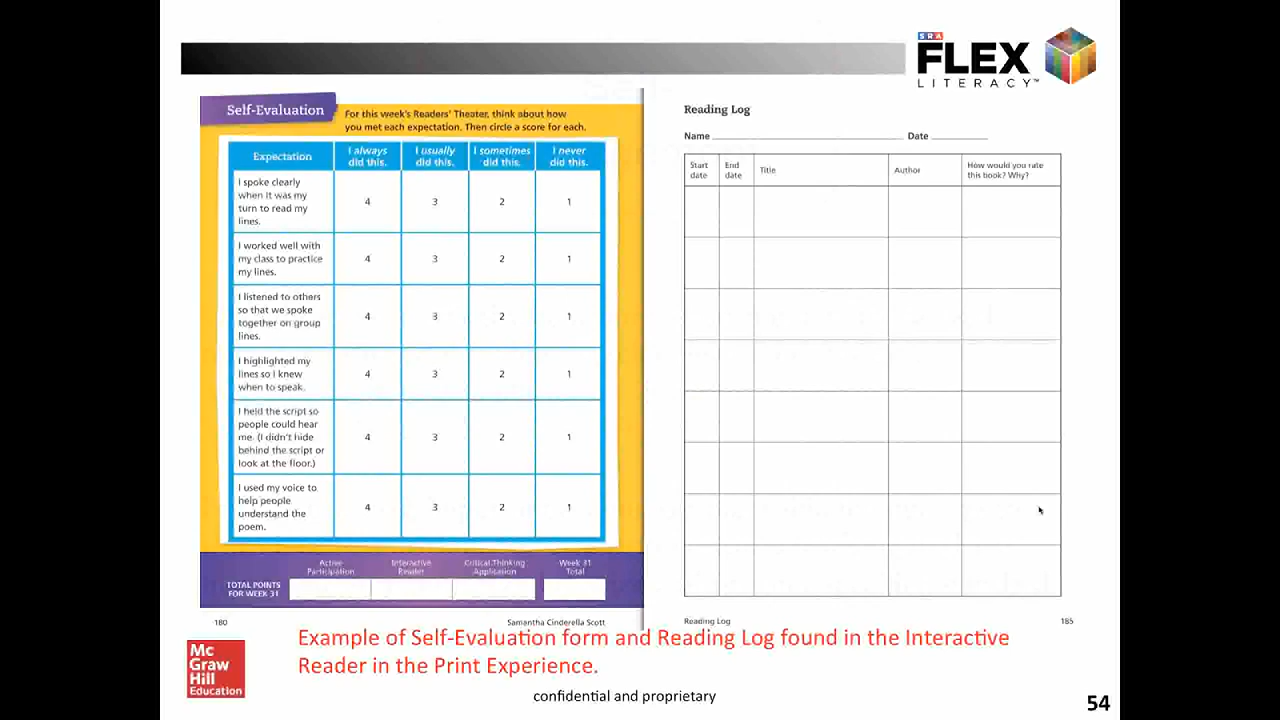 SRA
FLEX
LITERACY™
Self-Evaluation
For this week's Readers' Theater, think about how
you met each expectation. Then circle a score for each.
Expectation
I always
did this.
I usually
did this.
I sometimes
did this.
I never
did this.
I spoke clearly
when it was my
turn to read my
lines.
4 3 2 1
I worked well with
my class to practice
my lines.
4 3 2 1
I listened to others
so that we spoke
together on group
lines.
4 3 2 1
I highlighted my
lines so I knew
when to speak.
4 3 2 1
I held the script so
people could hear
me. (I didn't hide
behind the script or
look at the floor.)
4 3 2 1
I used my voice to
help people
understand the
poem.
4 3 2 1
TOTAL POINTS
FOR WEEK 31
Active
Participation
Interactive
Reader
Critical Thinking
Application
Week 31
Total
180 Samantha Cinderella Scott
Reading Log
Name Date
Start
date
End
date
Title
Author
How would you rate
this book? Why?
Reading Log 185
Example of Self-Evaluation form and Reading Log found in the Interactive
Reader in the Print Experience.
Mc
Graw
Hill
Education
confidential and proprietary
54